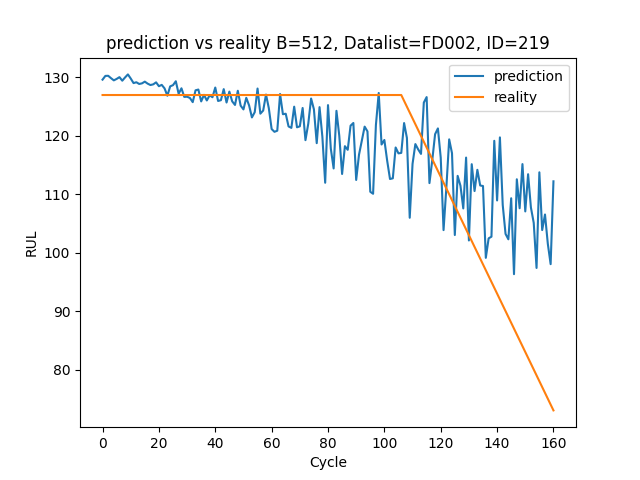 prediction vs reality B=512, Datalist=FD002, ID=219
prediction
reality
130
120
110
100
90
80
RUL
0 20 40 60 80 100 120 140 160
Cycle